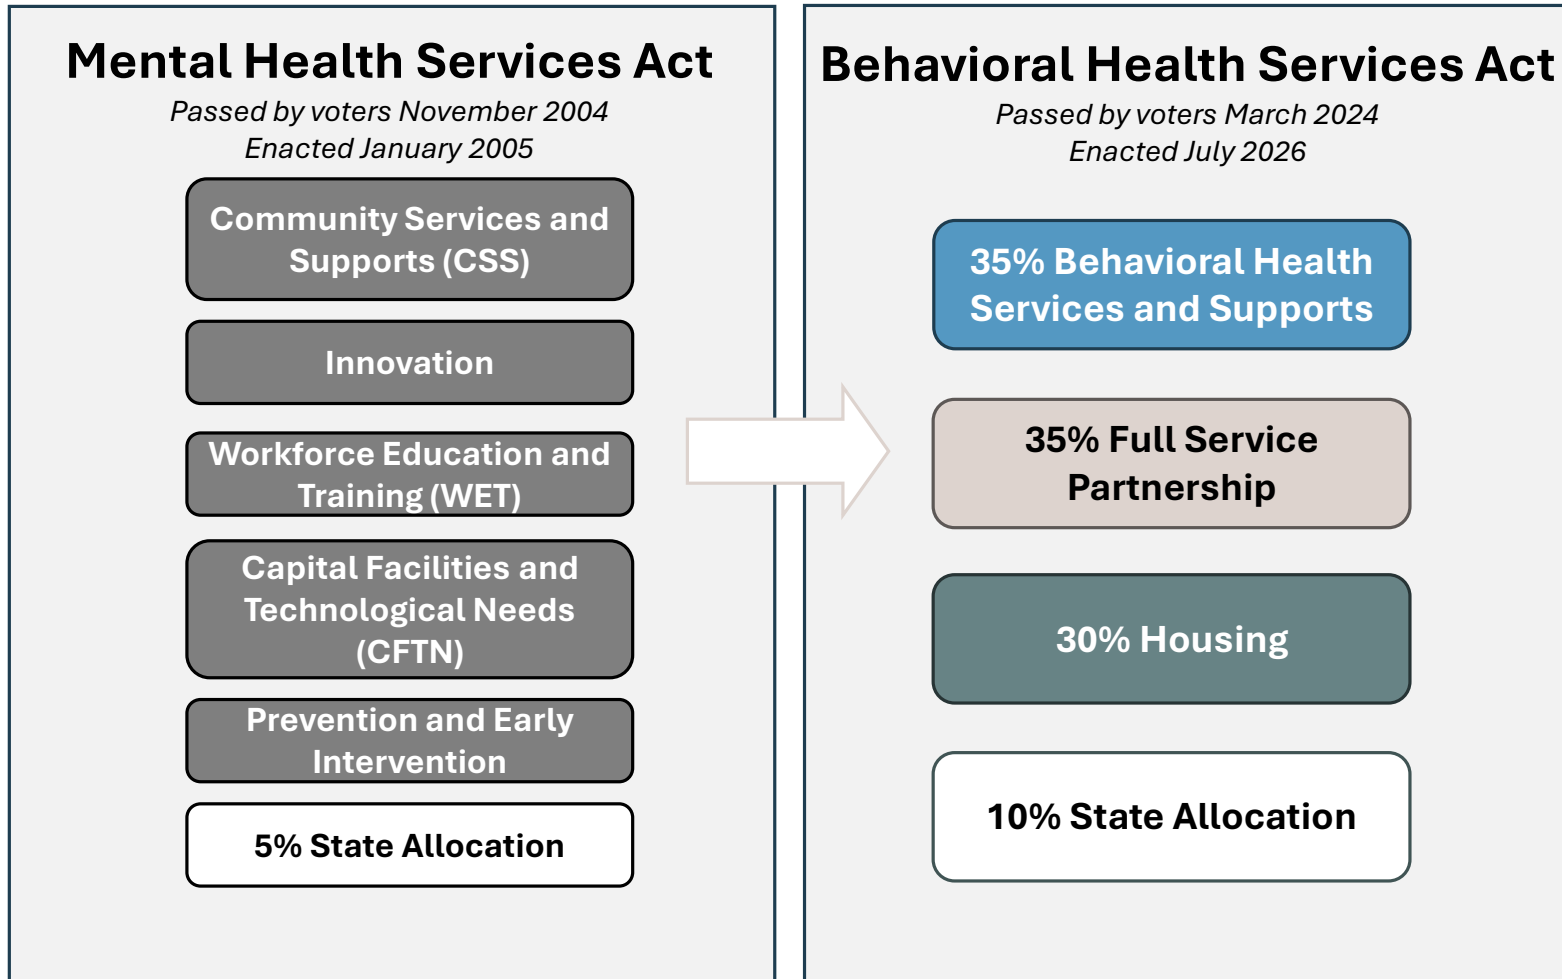 Mental Health Services Act
Passed by voters November 2004
Enacted January 2005
Community Services and
Supports (CSS)
Innovation
Workforce Education and
Training (WET)
Capital Facilities and
Technological Needs
(CFTN)
Prevention and Early
Intervention
5% State Allocation
Behavioral Health Services Act
Passed by voters March 2024
Enacted July 2026
35% Behavioral Health
Services and Supports
35% Full Service
Partnership
30% Housing
10% State Allocation